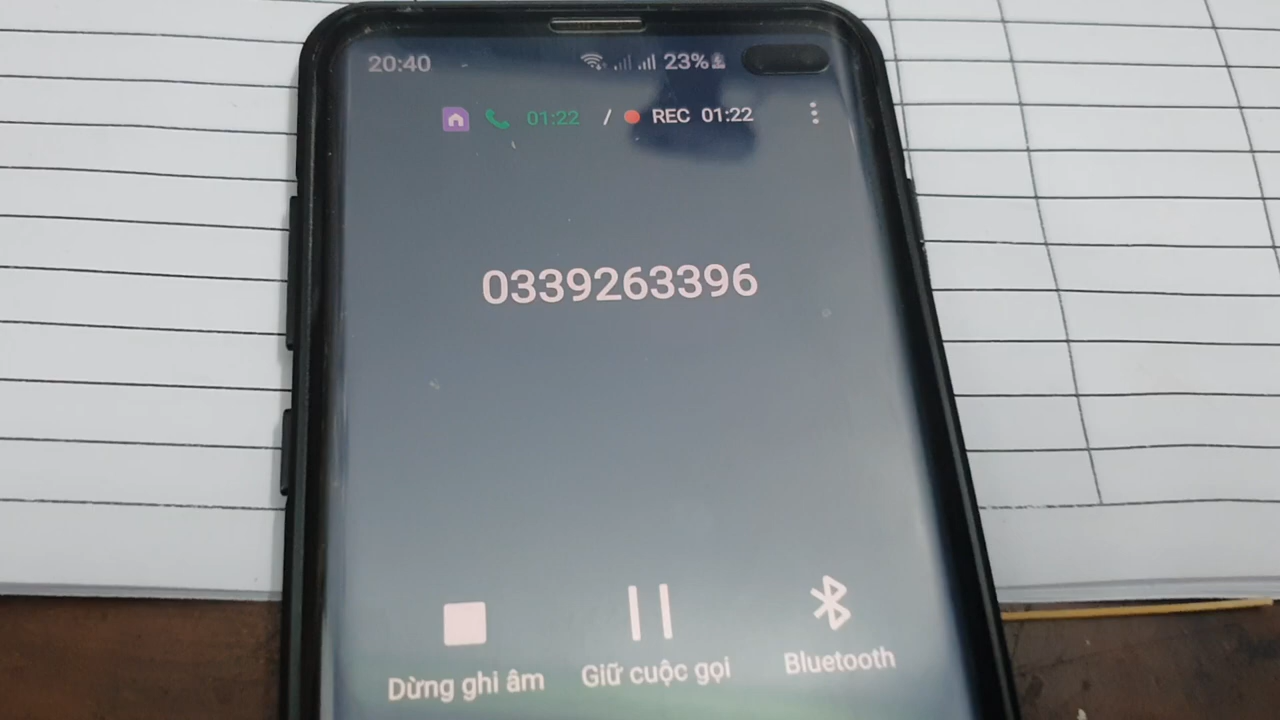 20:40 23%
01:22 / REC 01:22
0339263396
Dừng ghi âm Giữ cuộc gọi Bluetooth